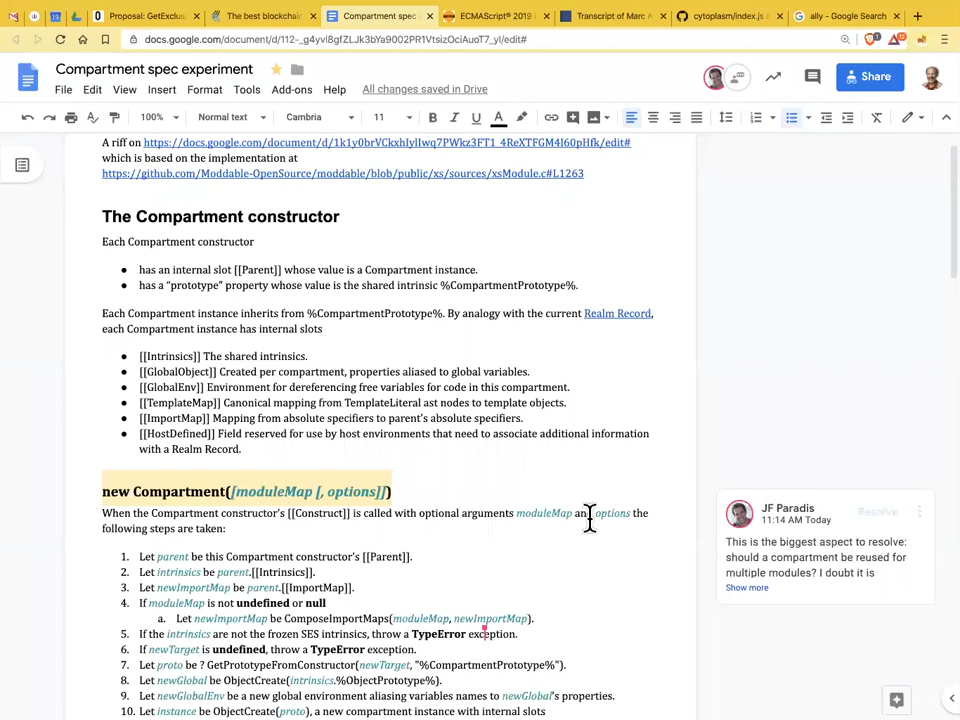 Proposal: GetExclus
The best blockchain
Compartment spec
ECMAScript® 2019
Transcript of Marc
cytoplasm/index.js
ally - Google Search
docs.google.com/document/d/112-_g4yvl8gfZLJk3bYa9002PR1VtsizOciAuoT7_yl/edit#
Compartment spec experiment
File Edit View Insert Format Tools Add-ons Help All changes saved in Drive
Share
100% Normal text Cambria 11
A riff on https://docs.google.com/document/d/1k1y0brVCkxhIylIwq7PWkz3FT1_4ReXTFGM4l60pHfk/edit#
which is based on the implementation at
https://github.com/Moddable-OpenSource/moddable/blob/public/xs/sources/xsModule.c#L1263
The Compartment constructor
Each Compartment constructor
● has an internal slot [[Parent]] whose value is a Compartment instance.
● has a “prototype” property whose value is the shared intrinsic %CompartmentPrototype%.
Each Compartment instance inherits from %CompartmentPrototype%. By analogy with the current Realm Record,
each Compartment instance has internal slots
● [[Intrinsics]] The shared intrinsics.
● [[GlobalObject]] Created per compartment, properties aliased to global variables.
● [[GlobalEnv]] Environment for dereferencing free variables for code in this compartment.
● [[TemplateMap]] Canonical mapping from TemplateLiteral ast nodes to template objects.
● [[ImportMap]] Mapping from absolute specifiers to parent's absolute specifiers.
● [[HostDefined]] Field reserved for use by host environments that need to associate additional information
with a Realm Record.
new Compartment([moduleMap [, options]])
When the Compartment constructor's [[Construct]] is called with optional arguments moduleMap and options the
following steps are taken:
1. Let parent be this Compartment constructor's [[Parent]].
2. Let intrinsics be parent.[[Intrinsics]].
3. Let newImportMap be parent.[[ImportMap]].
4. If moduleMap is not undefined or null
a. Let newImportMap be ComposeImportMaps(moduleMap, newImportMap).
5. If the intrinsics are not the frozen SES intrinsics, throw a TypeError exception.
6. If newTarget is undefined, throw a TypeError exception.
7. Let proto be ? GetPrototypeFromConstructor(newTarget, "%CompartmentPrototype%").
8. Let newGlobal be ObjectCreate(intrinsics.%ObjectPrototype%).
9. Let newGlobalEnv be a new global environment aliasing variables names to newGlobal's properties.
10. Let instance be ObjectCreate(proto), a new compartment instance with internal slots
JF Paradis
11:14 AM Today
Resolve
This is the biggest aspect to resolve:
should a compartment be reused for
multiple modules? I doubt it is
Show more